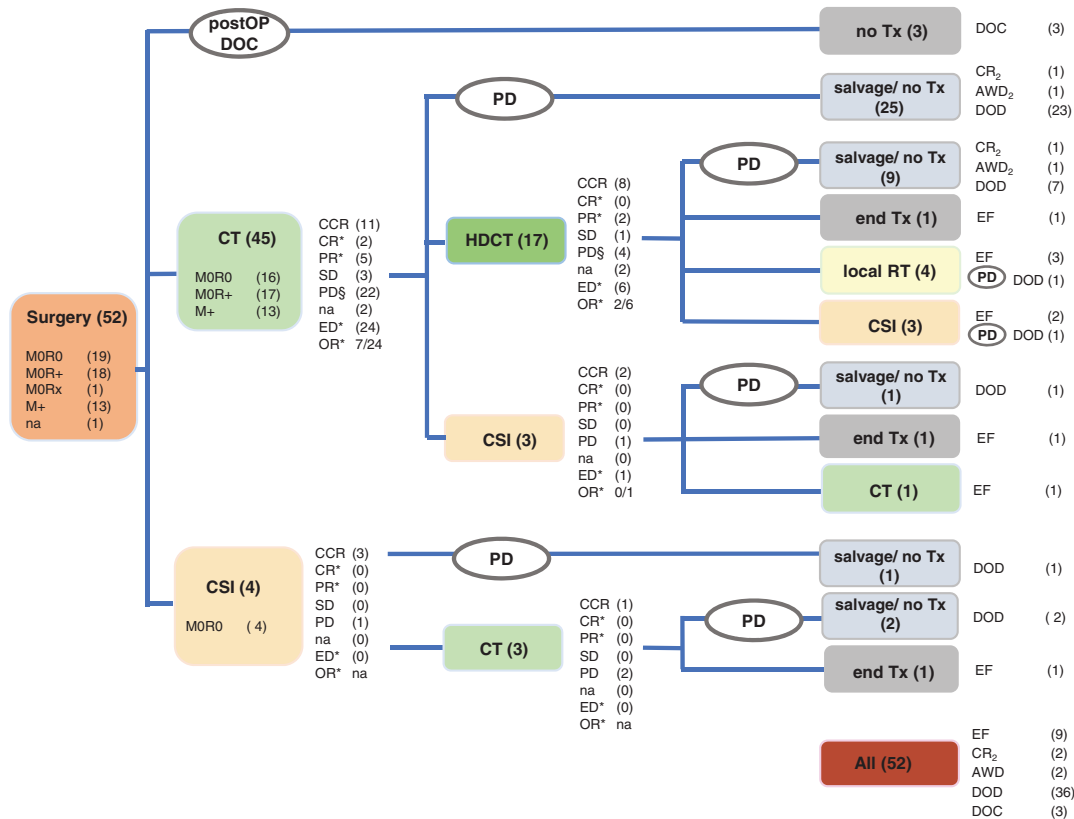 postOP
DOC
no Tx (3)
DOC (3)
PD
salvage/ no Tx
(25)
CR2 (1)
AWD2 (1)
DOD (23)
CT (45)
M0R0 (16)
M0R+ (17)
M+ (13)
CCR (11)
CR* (2)
PR* (5)
SD (3)
PD§ (22)
na (2)
ED* (24)
OR* 7/24
HDCT (17)
CCR (8)
CR* (0)
PR* (2)
SD (1)
PD§ (4)
na (2)
ED* (6)
OR* 2/6
PD
salvage/ no Tx
(9)
CR2 (1)
AWD2 (1)
DOD (7)
end Tx (1)
EF (1)
local RT (4)
EF (3)
PD DOD (1)
CSI (3)
EF (2)
PD DOD (1)
Surgery (52)
M0R0 (19)
M0R+ (18)
M0Rx (1)
M+ (13)
na (1)
CSI (3)
CCR (2)
CR* (0)
PR* (0)
SD (0)
PD (1)
na (0)
ED* (1)
OR* 0/1
PD
salvage/ no Tx
(1)
DOD (1)
end Tx (1)
EF (1)
CT (1)
EF (1)
CSI (4)
M0R0 ( 4)
CCR (3)
CR* (0)
PR* (0)
SD (0)
PD (1)
na (0)
ED* (0)
OR* na
PD
salvage/ no Tx
(1)
DOD (1)
CT (3)
CCR (1)
CR* (0)
PR* (0)
SD (0)
PD (2)
na (0)
ED* (0)
OR* na
PD
salvage/ no Tx
(2)
DOD ( 2)
end Tx (1)
EF (1)
All (52)
EF (9)
CR2 (2)
AWD (2)
DOD (36)
DOC (3)